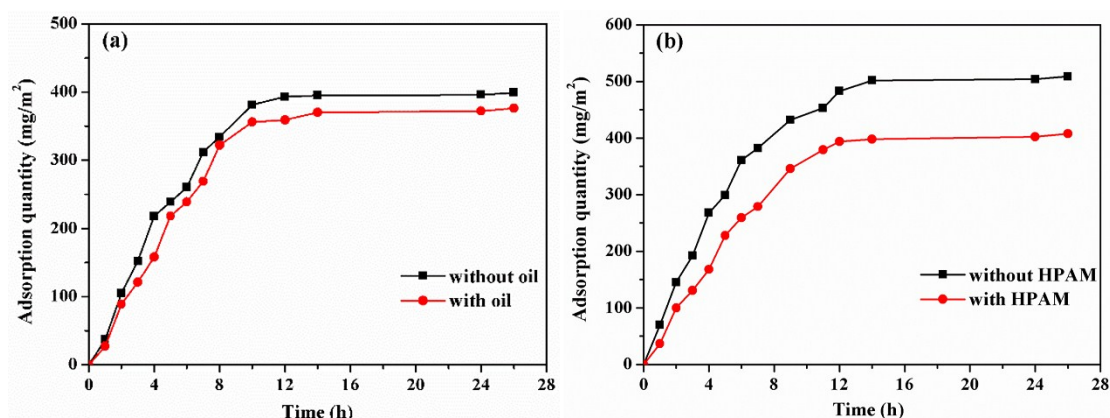 (a)
Adsorption quantity (mg/m²)
500
400
300
200
100
0
without oil
with oil
0 4 8 12 16 20 24 28
Time (h)
(b)
Adsorption quantity (mg/m²)
600
500
400
300
200
100
0
without HPAM
with HPAM
0 4 8 12 16 20 24 28
Time (h)